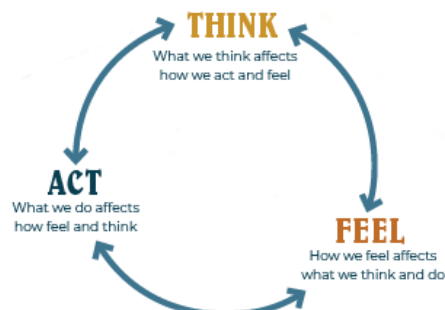 THINK
What we think affects
how we act and feel
ACT
What we do affects
how feel and think
FEEL
How we feel affects
what we think and do